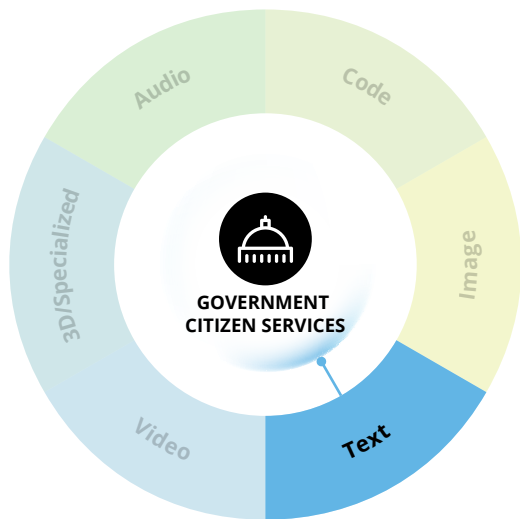 Audio
Code
3D/Specialized
Image
GOVERNMENT
CITIZEN SERVICES
Video
Text